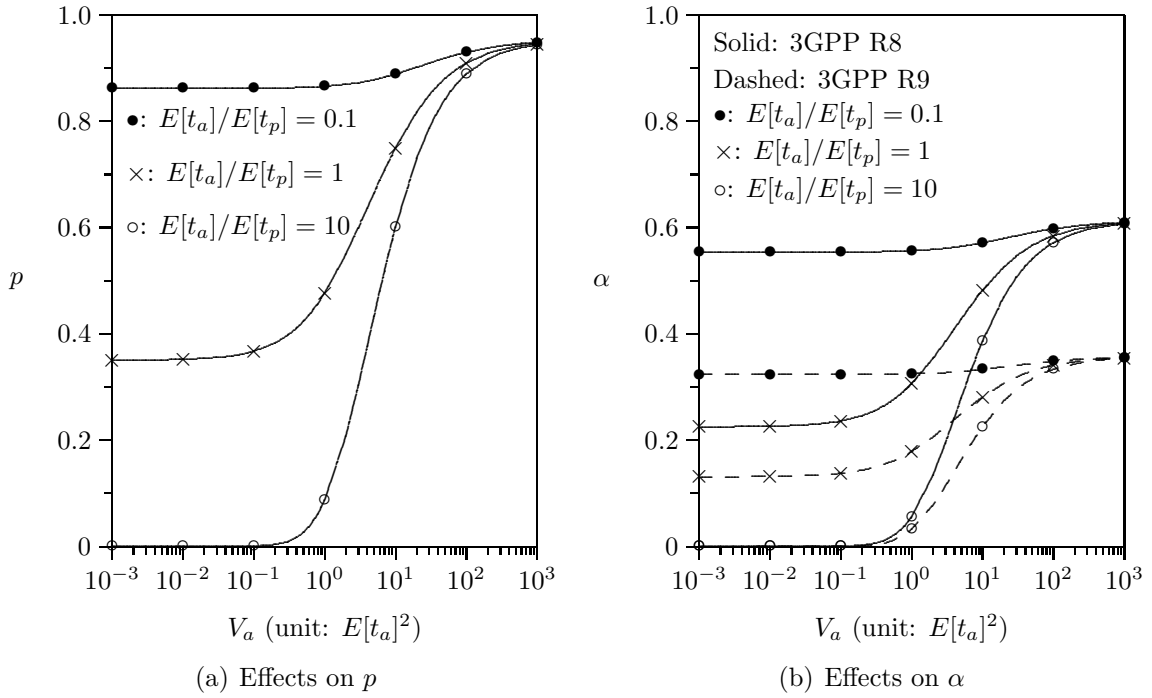 1.0
0.8
0.6
0.4
0.2
0
p
●: E[t_a]/E[t_p] = 0.1
×: E[t_a]/E[t_p] = 1
○: E[t_a]/E[t_p] = 10
10^{-3} 10^{-2} 10^{-1} 10^0 10^1 10^2 10^3
V_a (unit: E[t_a]^2)
(a) Effects on p
1.0
0.8
0.6
0.4
0.2
0
α
Solid: 3GPP R8
Dashed: 3GPP R9
●: E[t_a]/E[t_p] = 0.1
×: E[t_a]/E[t_p] = 1
○: E[t_a]/E[t_p] = 10
10^{-3} 10^{-2} 10^{-1} 10^0 10^1 10^2 10^3
V_a (unit: E[t_a]^2)
(b) Effects on α